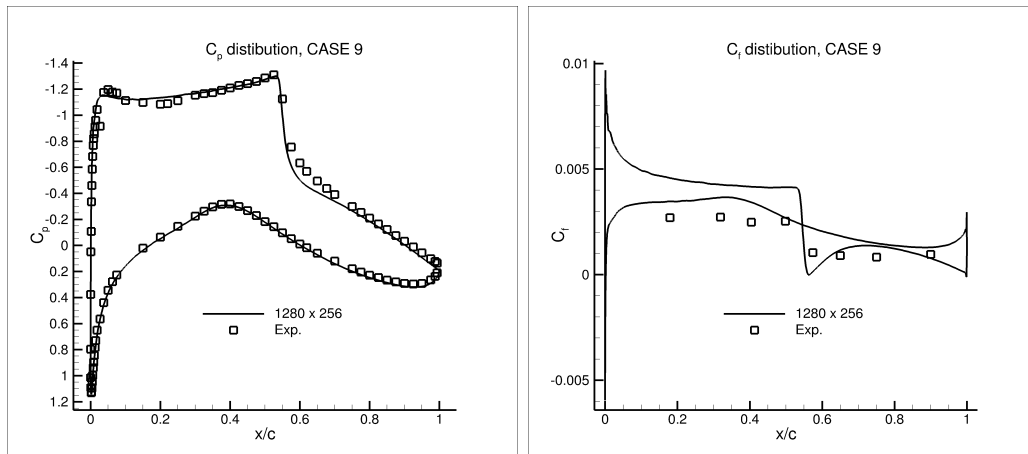 Cp distibution, CASE 9
-1.4
-1.2
-1
-0.8
-0.6
-0.4
-0.2
0
0.2
0.4
0.6
0.8
1
1.2
Cp
1280 x 256
Exp.
0 0.2 0.4 0.6 0.8 1
x/c
Cf distibution, CASE 9
0.01
0.005
0
-0.005
Cf
1280 x 256
Exp.
0 0.2 0.4 0.6 0.8 1
x/c